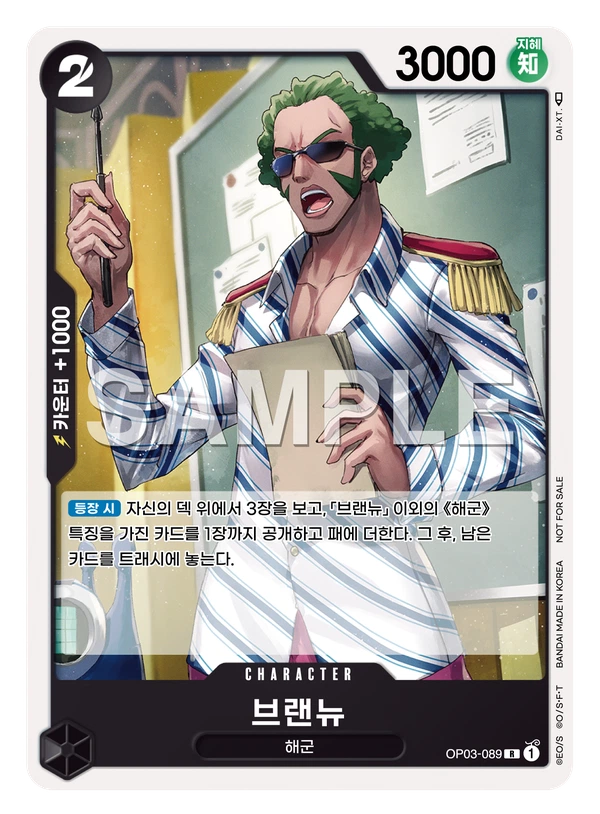 2
3000
지혜
知
DAI-XT.
⚡카운터 +1000
SAMPLE
등장 시 자신의 덱 위에서 3장을 보고, 「브랜뉴」 이외의 《해군》
특징을 가진 카드를 1장까지 공개하고 패에 더한다. 그 후, 남은
카드를 트래시에 놓는다.
CHARACTER
브랜뉴
해군
OP03-089 R 1
©EO/S ©O/S·F·T BANDAI MADE IN KOREA NOT FOR SALE